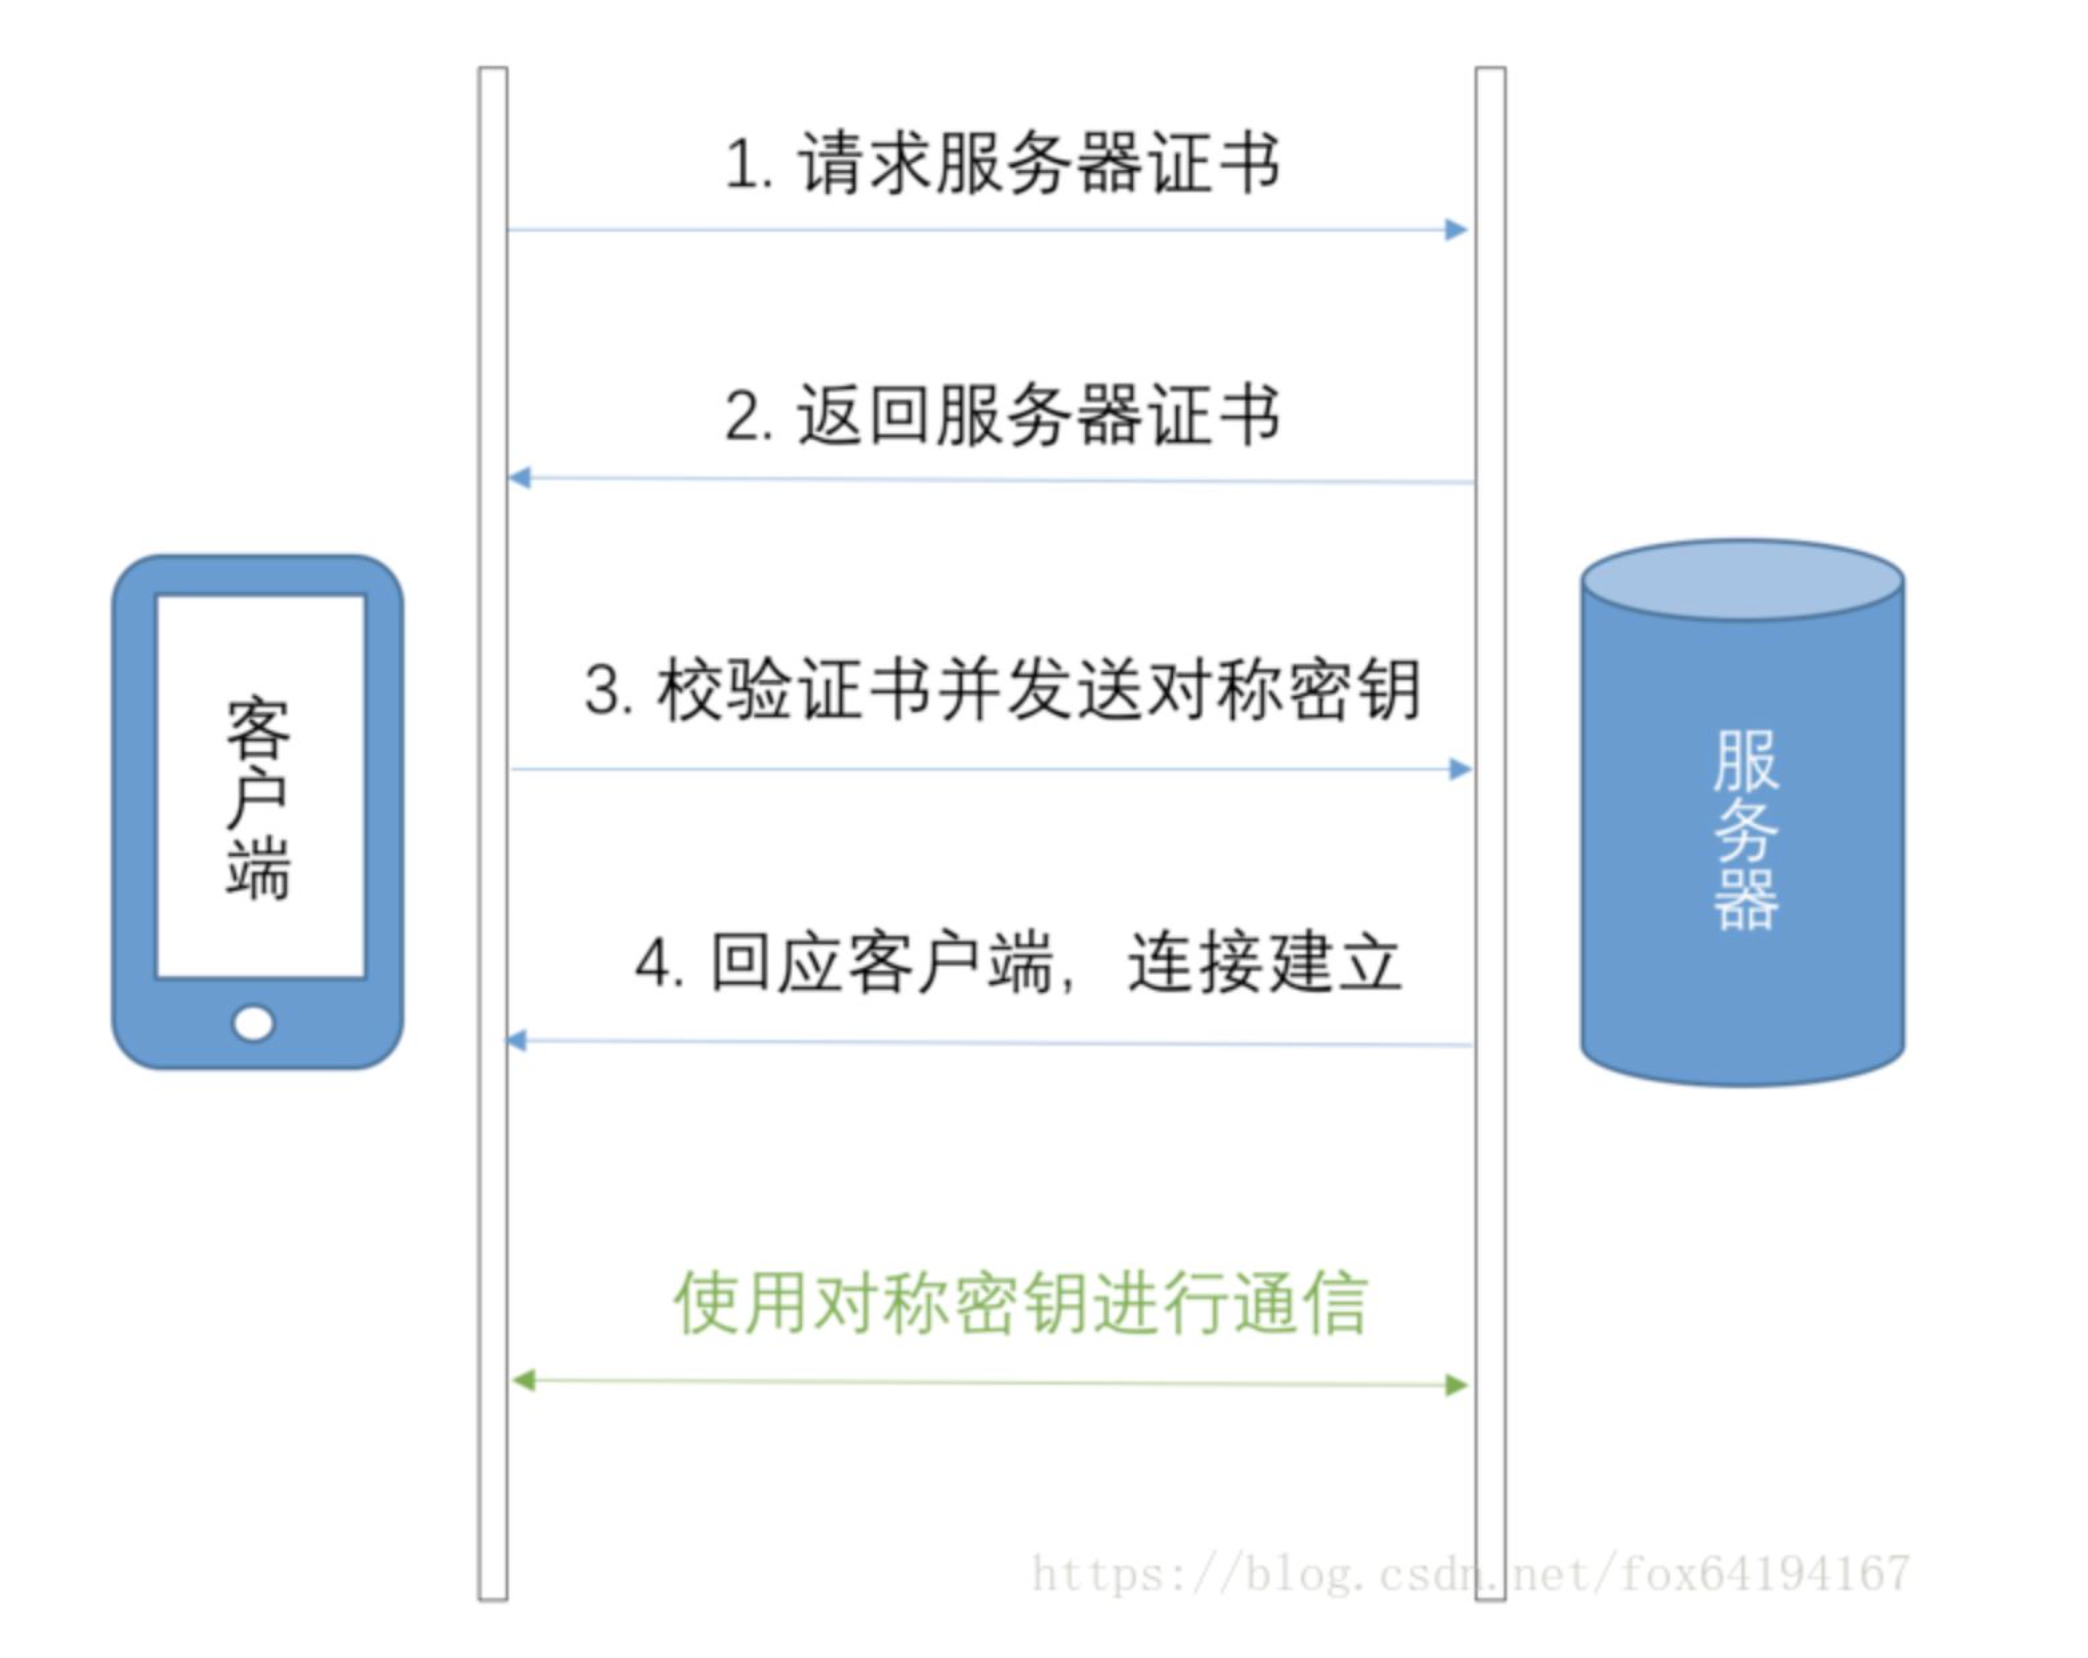 1. 请求服务器证书
2. 返回服务器证书
3. 校验证书并发送对称密钥
客户端
服务器
4. 回应客户端，连接建立
使用对称密钥进行通信
https://blog.csdn.net/fox64194167